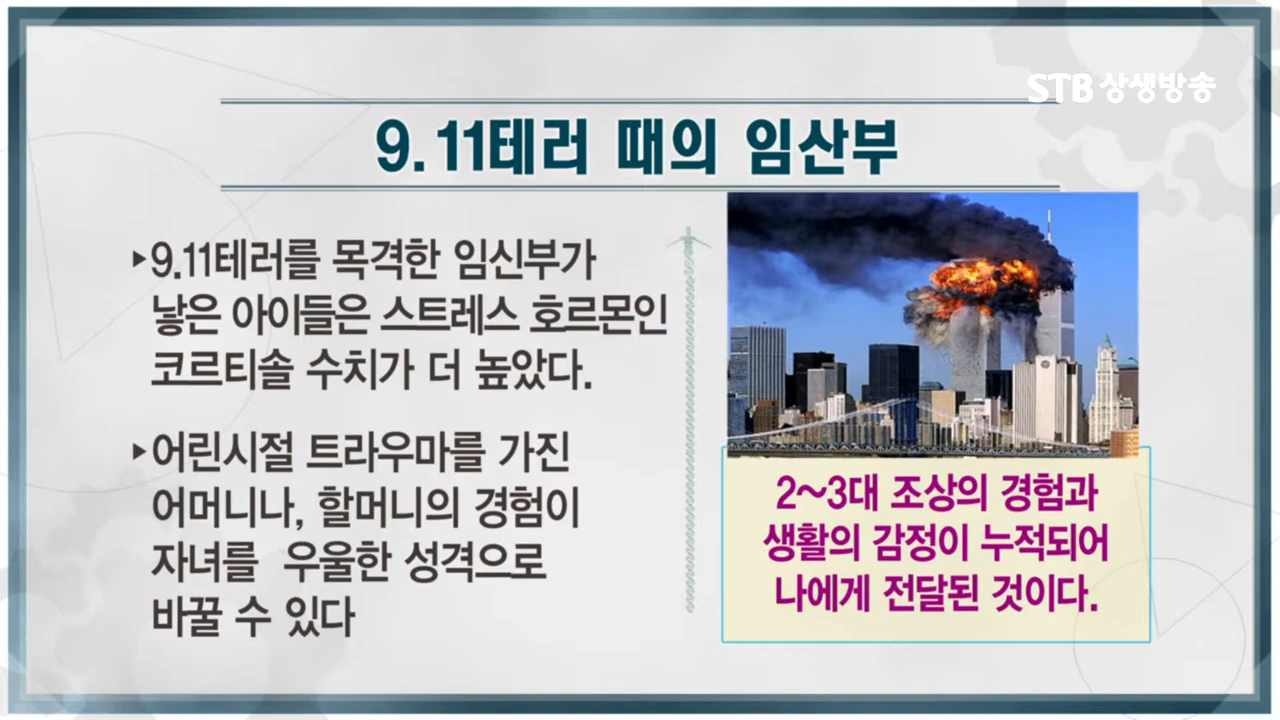 STB 상생방송
9.11테러 때의 임산부
▸9.11테러를 목격한 임신부가
낳은 아이들은 스트레스 호르몬인
코르티솔 수치가 더 높았다.
▸어린시절 트라우마를 가진
어머니나, 할머니의 경험이
자녀를 우울한 성격으로
바꿀 수 있다
2~3대 조상의 경험과
생활의 감정이 누적되어
나에게 전달된 것이다.